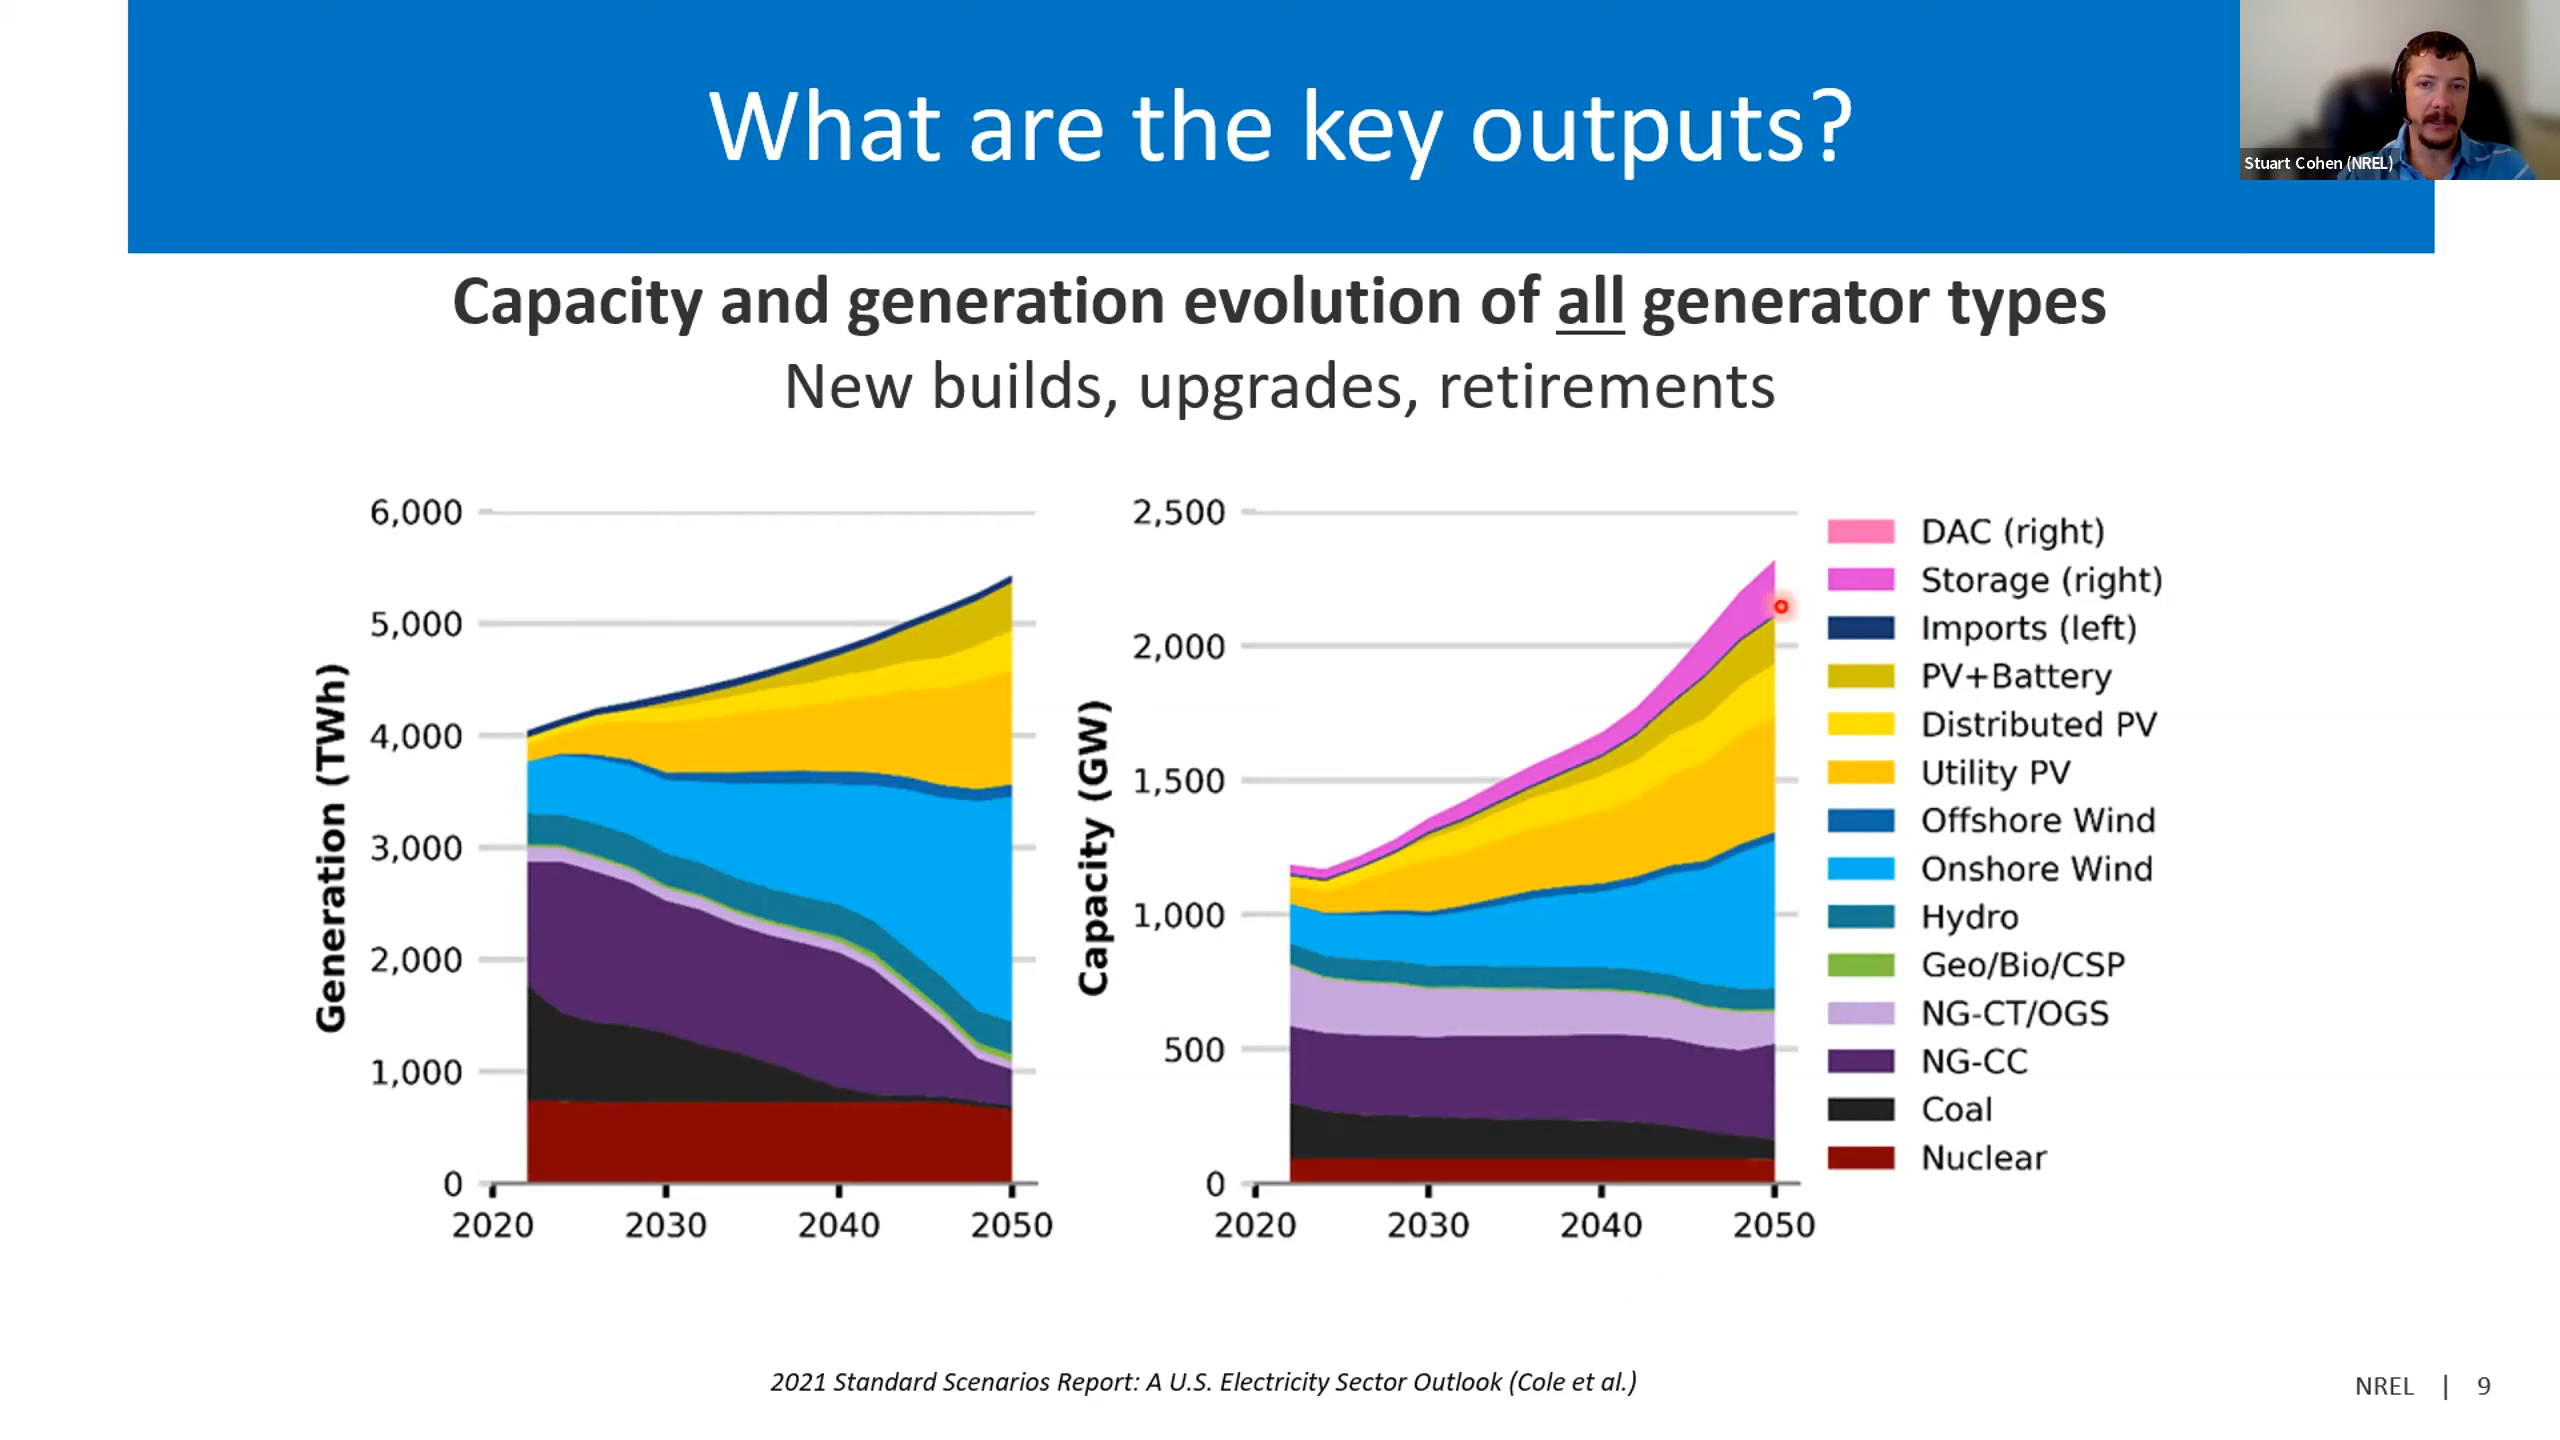 What are the key outputs?
Stuart Cohen (NREL)
Capacity and generation evolution of all generator types
New builds, upgrades, retirements
Generation (TWh)
6,000
5,000
4,000
3,000
2,000
1,000
0
2020
2030
2040
2050
Capacity (GW)
2,500
2,000
1,500
1,000
500
0
2020
2030
2040
2050
DAC (right)
Storage (right)
Imports (left)
PV+Battery
Distributed PV
Utility PV
Offshore Wind
Onshore Wind
Hydro
Geo/Bio/CSP
NG-CT/OGS
NG-CC
Coal
Nuclear
2021 Standard Scenarios Report: A U.S. Electricity Sector Outlook (Cole et al.)
NREL | 9